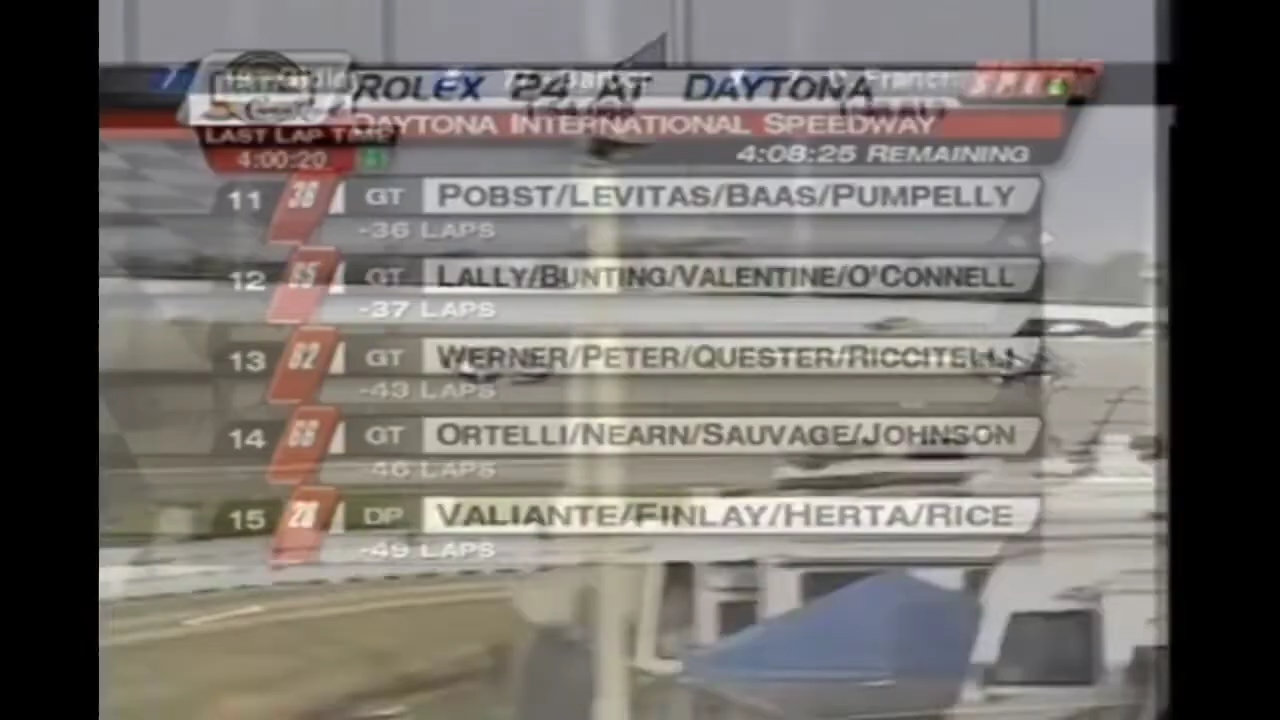 ROLEX 24 AT DAYTONA
SPEED
DAYTONA INTERNATIONAL SPEEDWAY
LAST LAP TIME
4:00:20
4:08:25 REMAINING
11 36 GT POBST/LEVITAS/BAAS/PUMPELLY
-36 LAPS
12 65 GT LALLY/BUNTING/VALENTINE/O'CONNELL
-37 LAPS
13 82 GT WERNER/PETER/QUESTER/RICCITELLI
-43 LAPS
14 66 GT ORTELLI/NEARN/SAUVAGE/JOHNSON
-46 LAPS
15 28 DP VALIANTE/FINLAY/HERTA/RICE
-49 LAPS